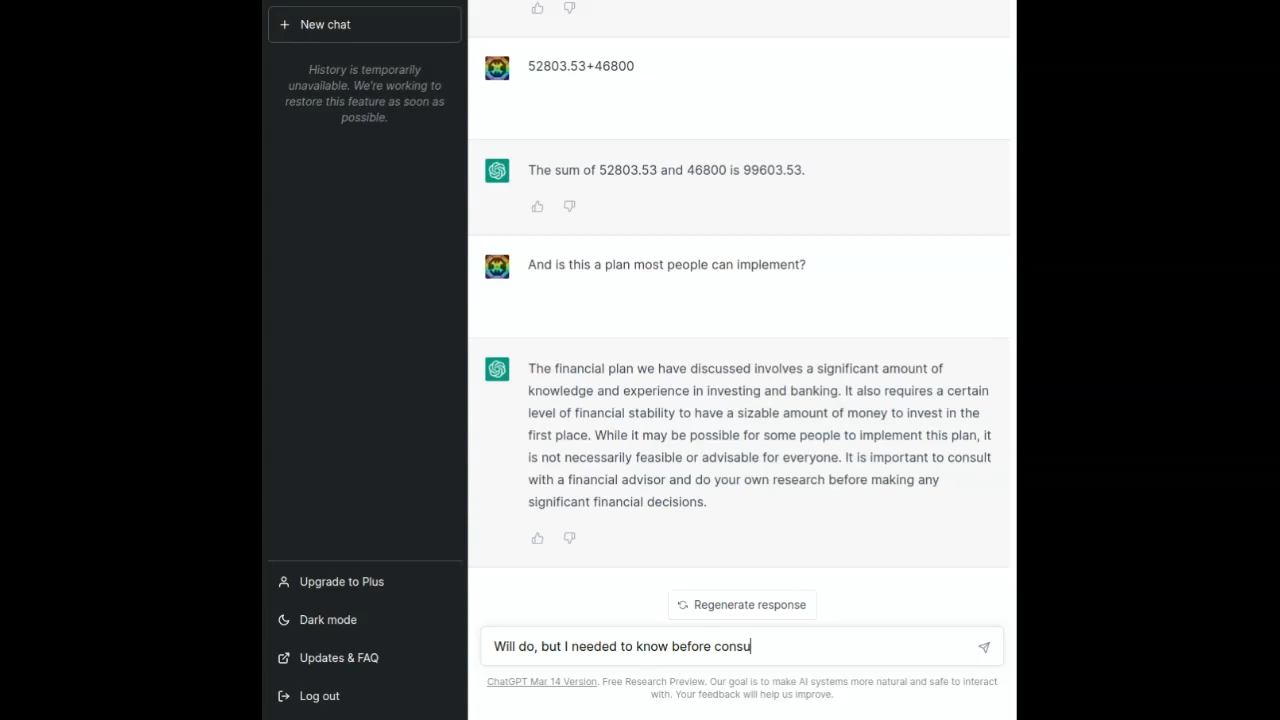 New chat
History is temporarily
unavailable. We're working to
restore this feature as soon as
possible.
52803.53+46800
The sum of 52803.53 and 46800 is 99603.53.
And is this a plan most people can implement?
The financial plan we have discussed involves a significant amount of
knowledge and experience in investing and banking. It also requires a certain
level of financial stability to have a sizable amount of money to invest in the
first place. While it may be possible for some people to implement this plan, it
is not necessarily feasible or advisable for everyone. It is important to consult
with a financial advisor and do your own research before making any
significant financial decisions.
Upgrade to Plus
Dark mode
Updates & FAQ
Log out
Regenerate response
Will do, but I needed to know before consu
ChatGPT Mar 14 Version. Free Research Preview. Our goal is to make AI systems more natural and safe to interact
with. Your feedback will help us improve.